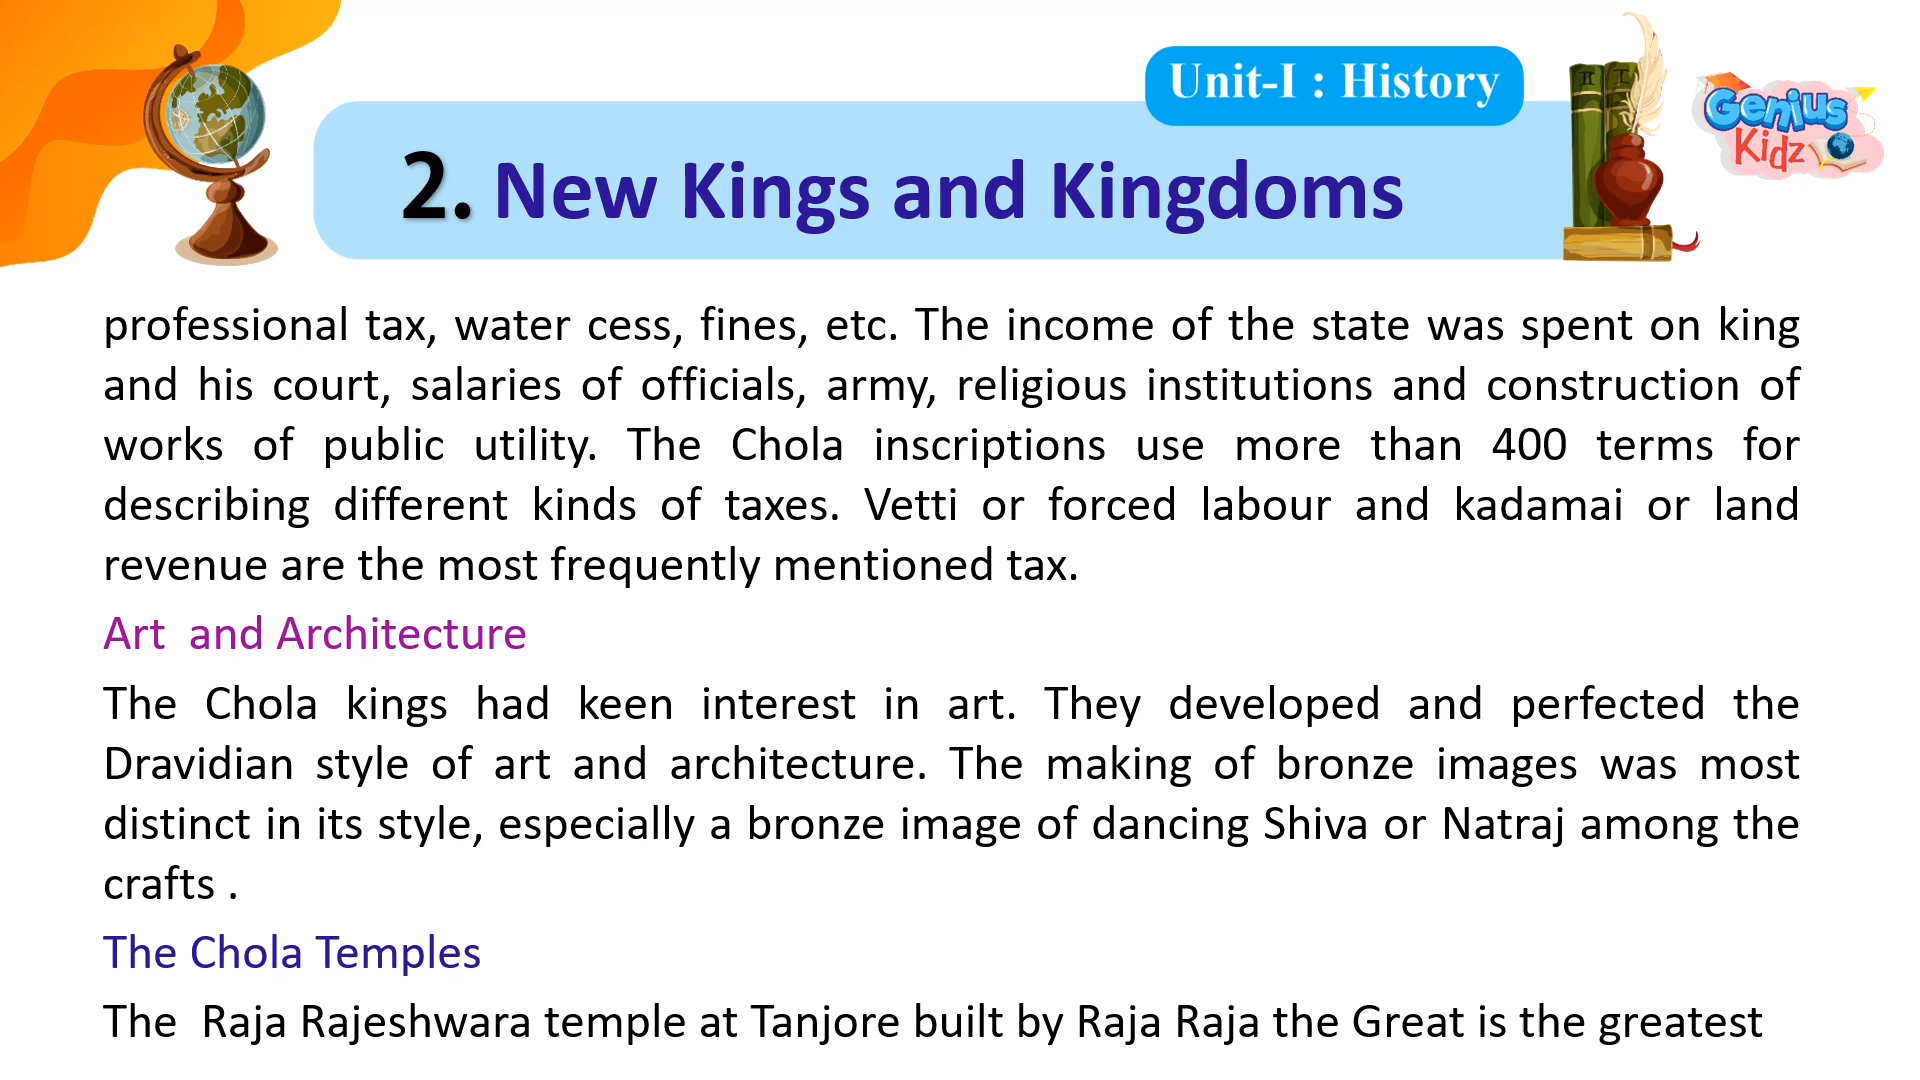 Unit-I : History
Genius
Kidz
2. New Kings and Kingdoms
professional tax, water cess, fines, etc. The income of the state was spent on king
and his court, salaries of officials, army, religious institutions and construction of
works of public utility. The Chola inscriptions use more than 400 terms for
describing different kinds of taxes. Vetti or forced labour and kadamai or land
revenue are the most frequently mentioned tax.
Art  and Architecture
The Chola kings had keen interest in art. They developed and perfected the
Dravidian style of art and architecture. The making of bronze images was most
distinct in its style, especially a bronze image of dancing Shiva or Natraj among the
crafts .
The Chola Temples
The  Raja Rajeshwara temple at Tanjore built by Raja Raja the Great is the greatest